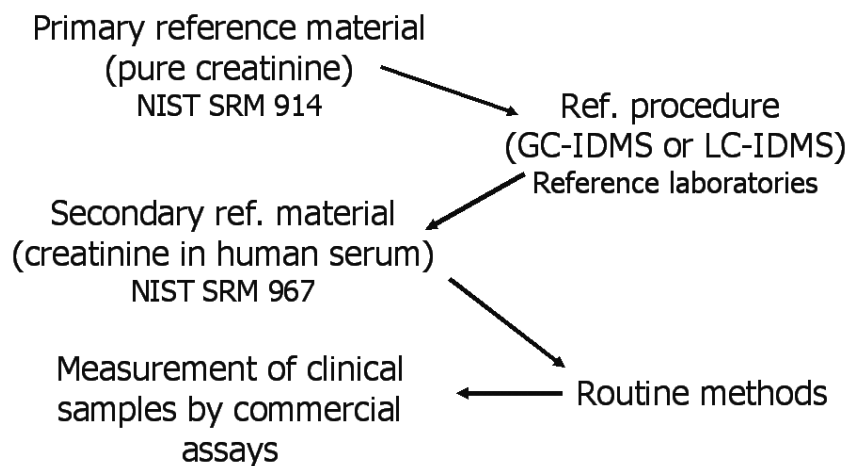 Primary reference material
(pure creatinine)
NIST SRM 914
Ref. procedure
(GC-IDMS or LC-IDMS)
Reference laboratories
Secondary ref. material
(creatinine in human serum)
NIST SRM 967
Routine methods
Measurement of clinical
samples by commercial
assays